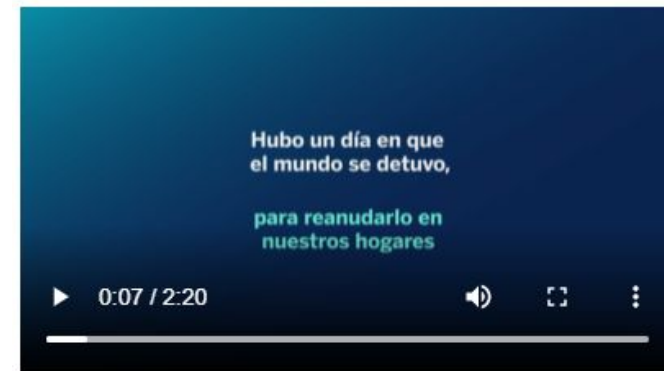 Hubo un día en que
el mundo se detuvo,
para reanudarlo en
nuestros hogares
0:07 / 2:20